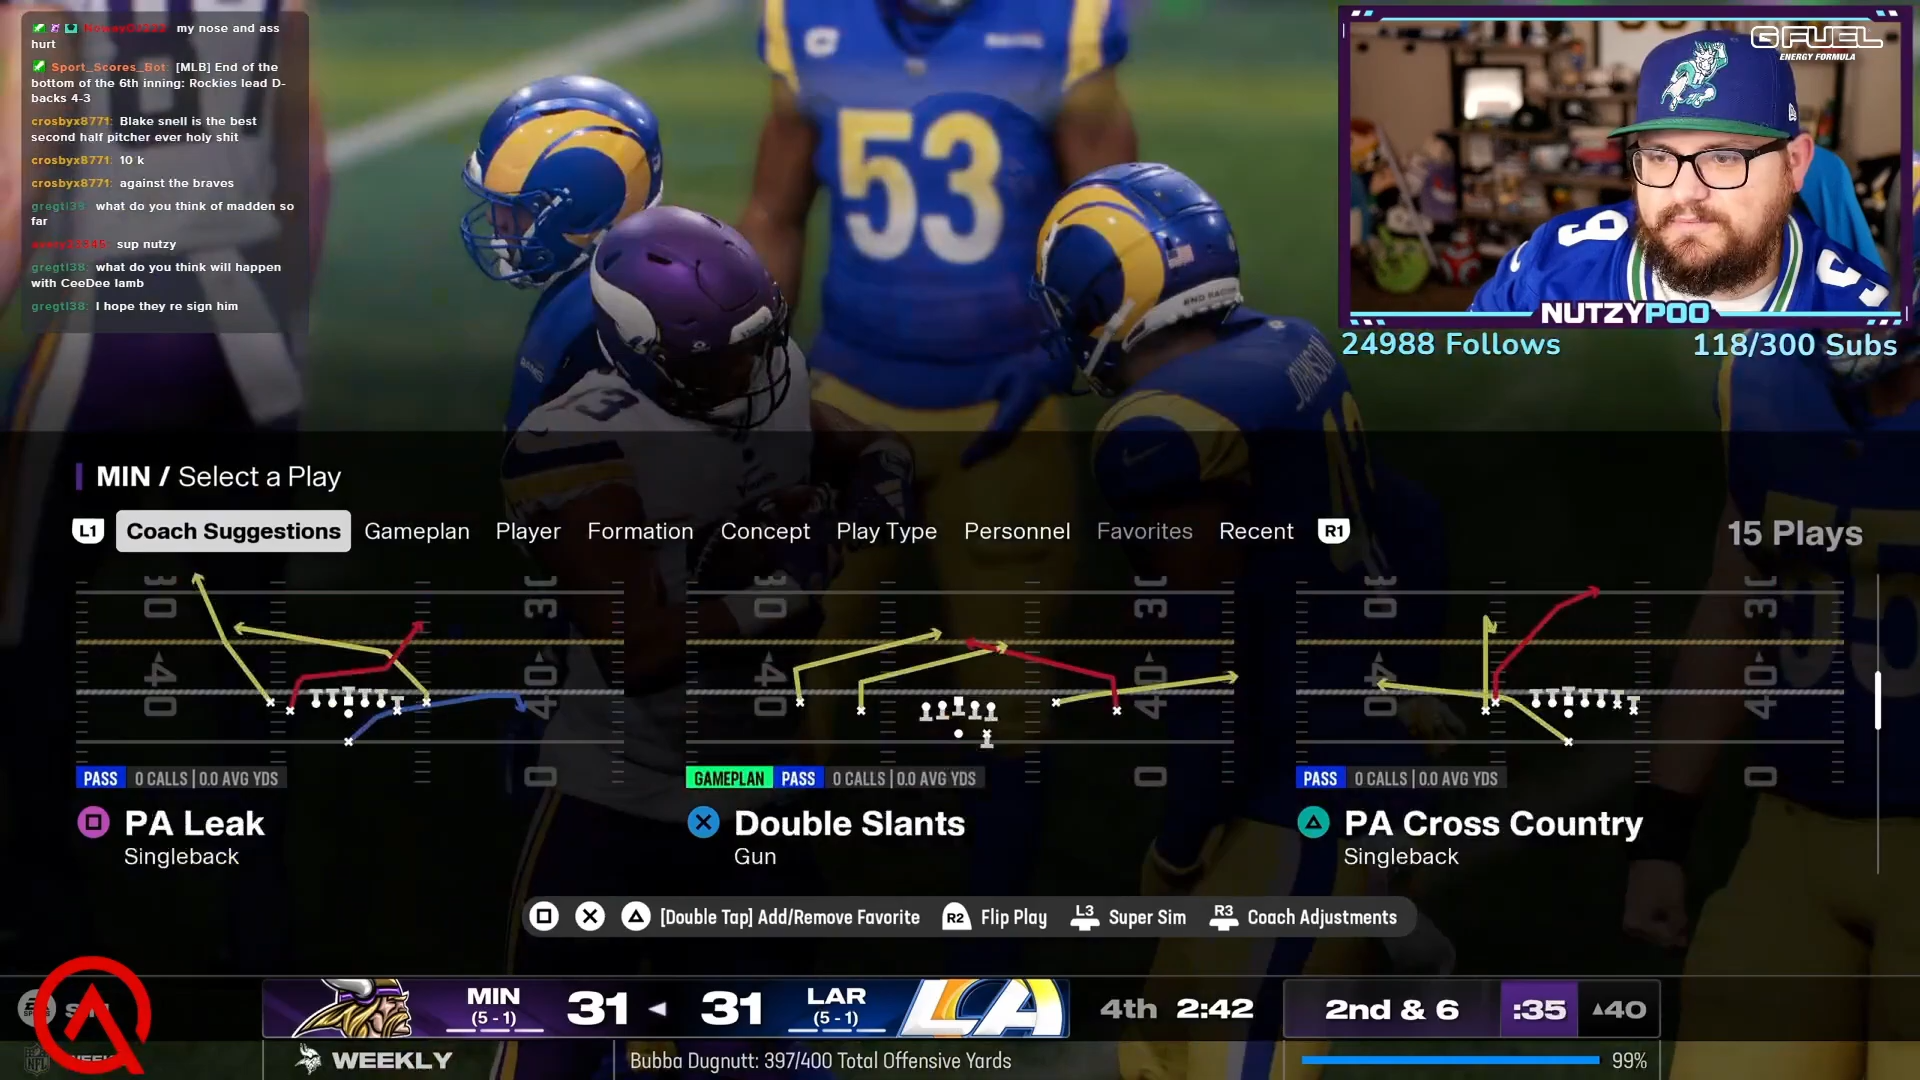 NowayCJ222 my nose and ass
hurt
Sport_Scores_Bot: [MLB] End of the
bottom of the 6th inning: Rockies lead D-
backs 4-3
crosbyx8771: Blake snell is the best
second half pitcher ever holy shit
crosbyx8771: 10 k
crosbyx8771: against the braves
gregtl38: what do you think of madden so
far
sup nutzy
gregtl38: what do you think will happen
with CeeDee lamb
gregtl38: I hope they re sign him
53
END RACISM
JOHNSON
G FUEL
ENERGY FORMULA
NUTZYPOO
24988 Follows 118/300 Subs
MIN / Select a Play
L1 Coach Suggestions Gameplan Player Formation Concept Play Type Personnel Favorites Recent R1
15 Plays
PASS 0 CALLS | 0.0 AVG YDS
PA Leak
Singleback
GAMEPLAN PASS 0 CALLS | 0.0 AVG YDS
Double Slants
Gun
PASS 0 CALLS | 0.0 AVG YDS
PA Cross Country
Singleback
[Double Tap] Add/Remove Favorite R2 Flip Play L3 Super Sim R3 Coach Adjustments
MIN
(5 - 1)
31 31
LAR
(5 - 1)
4th 2:42 2nd & 6 :35 40
WEEKLY Bubba Dugnutt: 397/400 Total Offensive Yards 99%